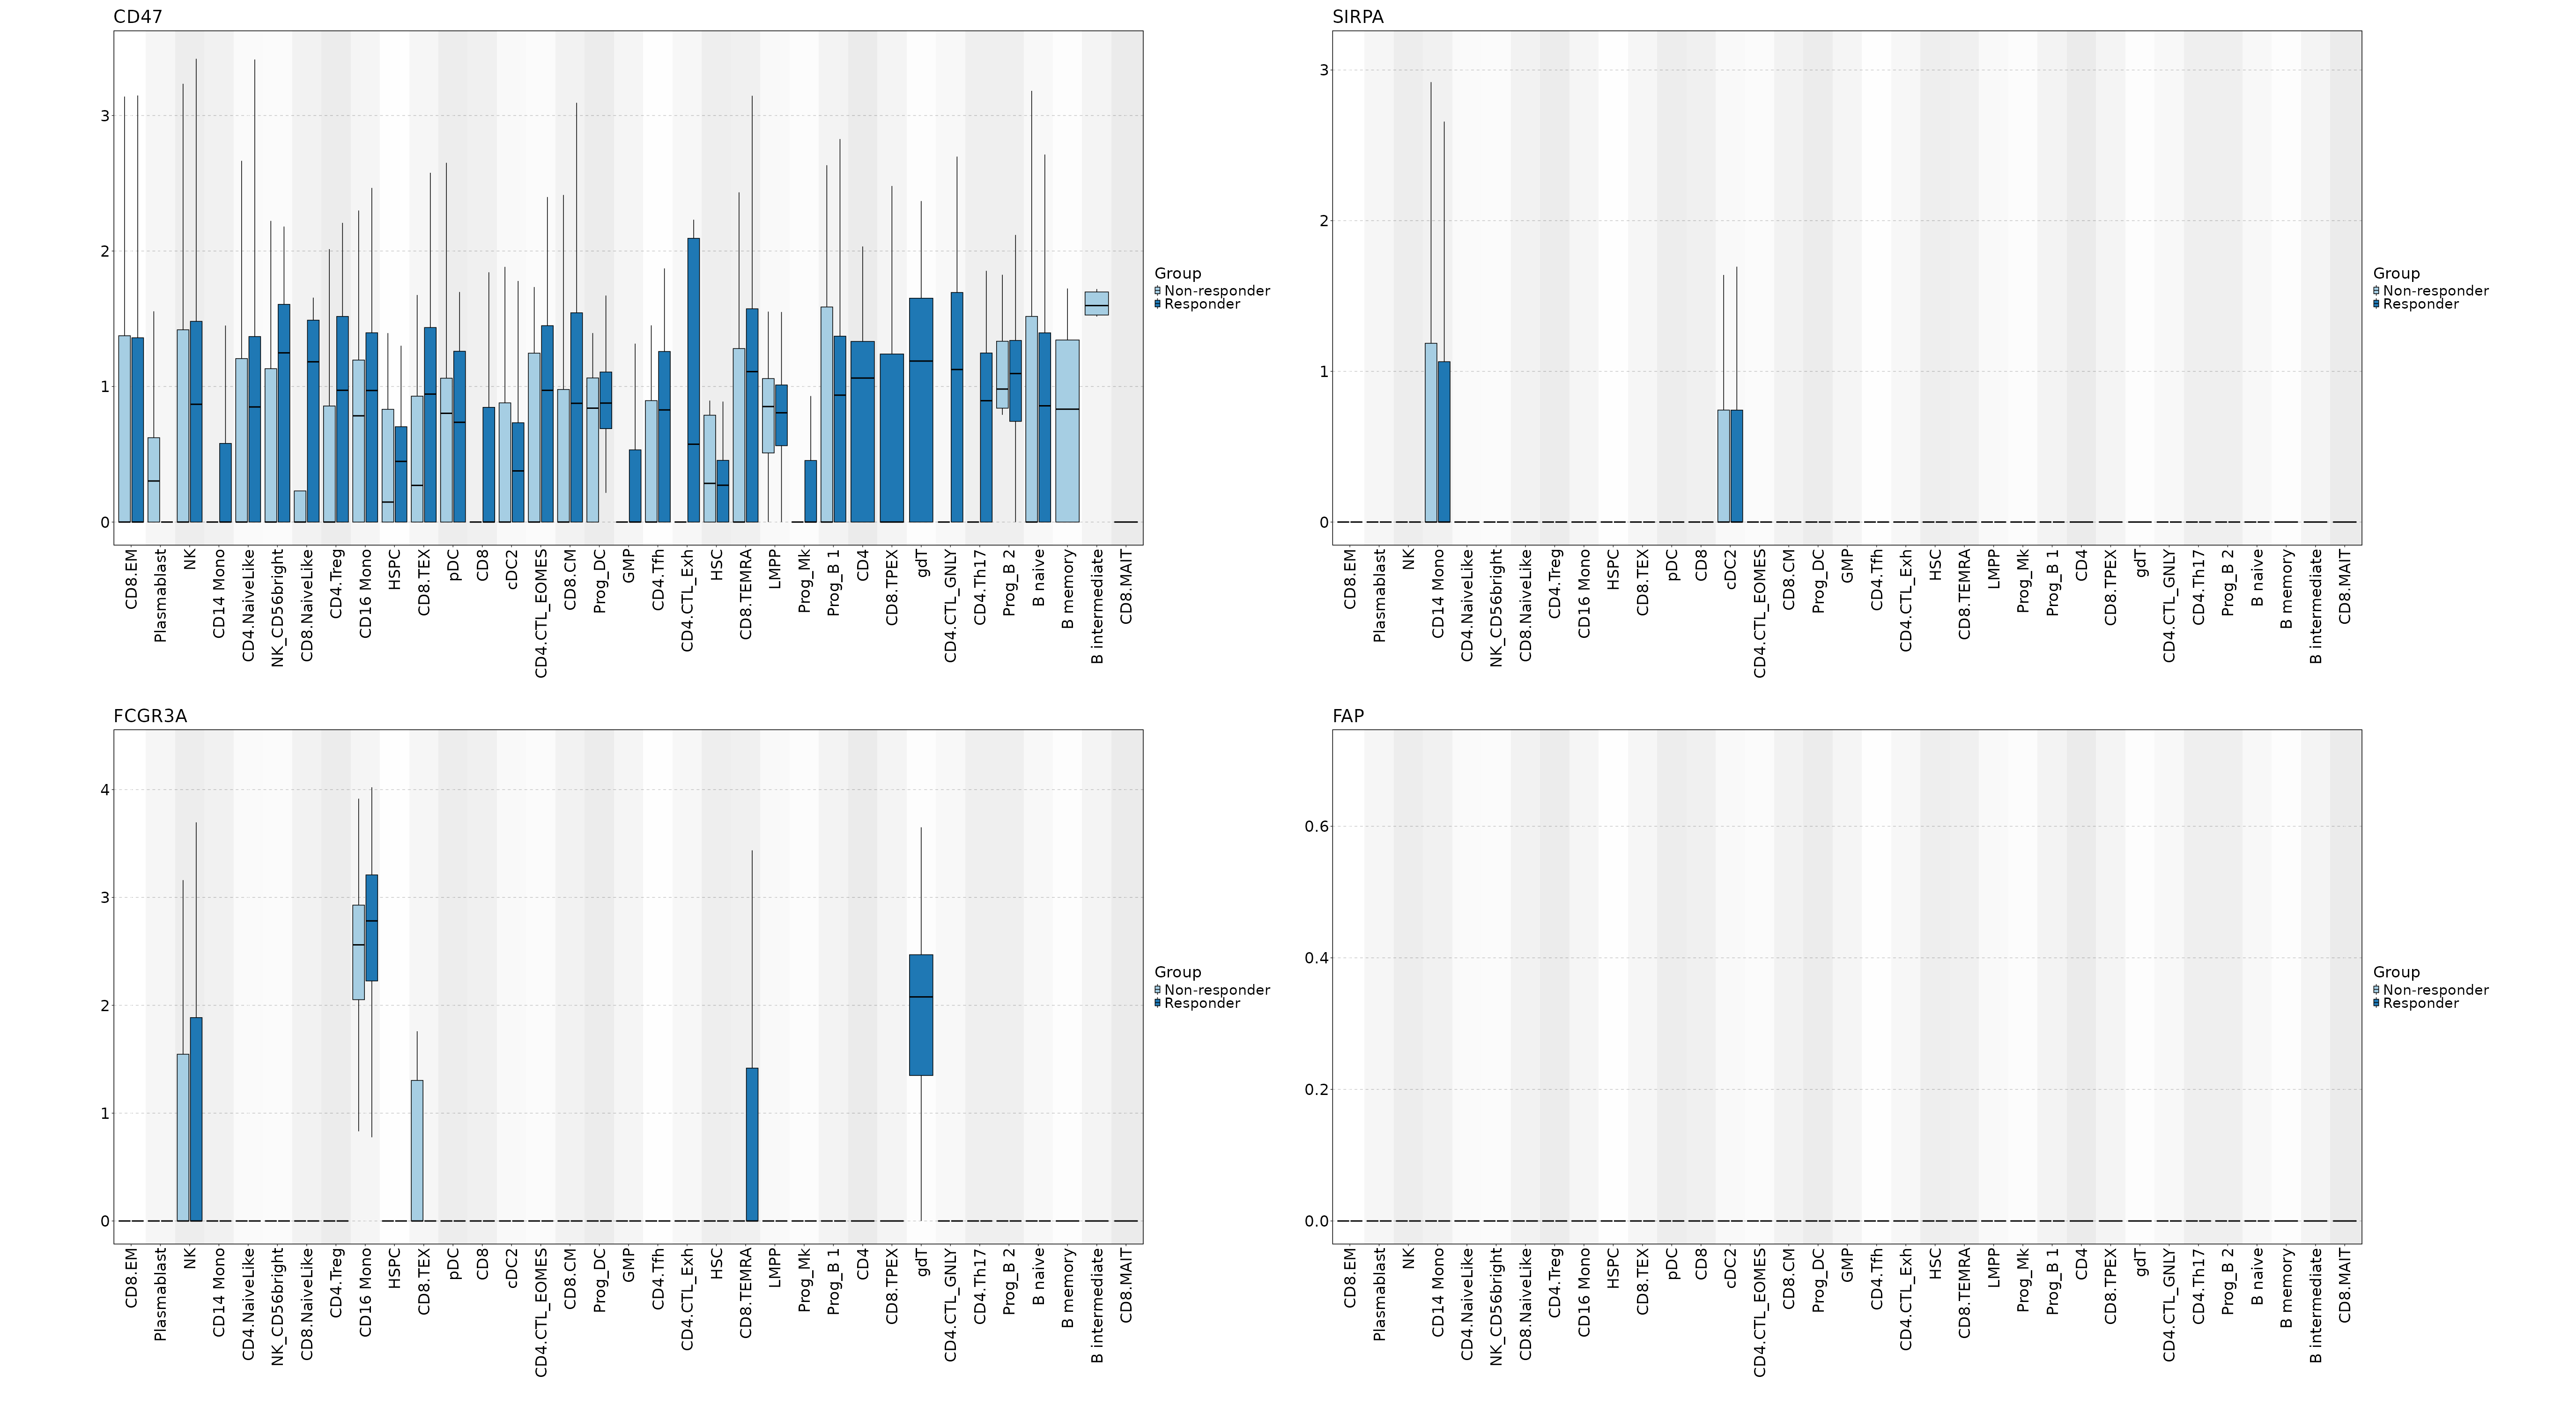 CD47
3
2
1
0
CD8.EM
Plasmablast
NK
CD14 Mono
CD4.NaiveLike
NK_CD56bright
CD8.NaiveLike
CD4.Treg
CD16 Mono
HSPC
CD8.TEX
pDC
CD8
cDC2
CD4.CTL_EOMES
CD8.CM
Prog_DC
GMP
CD4.Tfh
CD4.CTL_Exh
HSC
CD8.TEMRA
LMPP
Prog_Mk
Prog_B 1
CD4
CD8.TPEX
gdT
CD4.CTL_GNLY
CD4.Th17
Prog_B 2
B naive
B memory
B intermediate
CD8.MAIT
Group
Non-responder
Responder
SIRPA
3
2
1
0
CD8.EM
Plasmablast
NK
CD14 Mono
CD4.NaiveLike
NK_CD56bright
CD8.NaiveLike
CD4.Treg
CD16 Mono
HSPC
CD8.TEX
pDC
CD8
cDC2
CD4.CTL_EOMES
CD8.CM
Prog_DC
GMP
CD4.Tfh
CD4.CTL_Exh
HSC
CD8.TEMRA
LMPP
Prog_Mk
Prog_B 1
CD4
CD8.TPEX
gdT
CD4.CTL_GNLY
CD4.Th17
Prog_B 2
B naive
B memory
B intermediate
CD8.MAIT
Group
Non-responder
Responder
FCGR3A
4
3
2
1
0
CD8.EM
Plasmablast
NK
CD14 Mono
CD4.NaiveLike
NK_CD56bright
CD8.NaiveLike
CD4.Treg
CD16 Mono
HSPC
CD8.TEX
pDC
CD8
cDC2
CD4.CTL_EOMES
CD8.CM
Prog_DC
GMP
CD4.Tfh
CD4.CTL_Exh
HSC
CD8.TEMRA
LMPP
Prog_Mk
Prog_B 1
CD4
CD8.TPEX
gdT
CD4.CTL_GNLY
CD4.Th17
Prog_B 2
B naive
B memory
B intermediate
CD8.MAIT
Group
Non-responder
Responder
FAP
0.6
0.4
0.2
0.0
CD8.EM
Plasmablast
NK
CD14 Mono
CD4.NaiveLike
NK_CD56bright
CD8.NaiveLike
CD4.Treg
CD16 Mono
HSPC
CD8.TEX
pDC
CD8
cDC2
CD4.CTL_EOMES
CD8.CM
Prog_DC
GMP
CD4.Tfh
CD4.CTL_Exh
HSC
CD8.TEMRA
LMPP
Prog_Mk
Prog_B 1
CD4
CD8.TPEX
gdT
CD4.CTL_GNLY
CD4.Th17
Prog_B 2
B naive
B memory
B intermediate
CD8.MAIT
Group
Non-responder
Responder